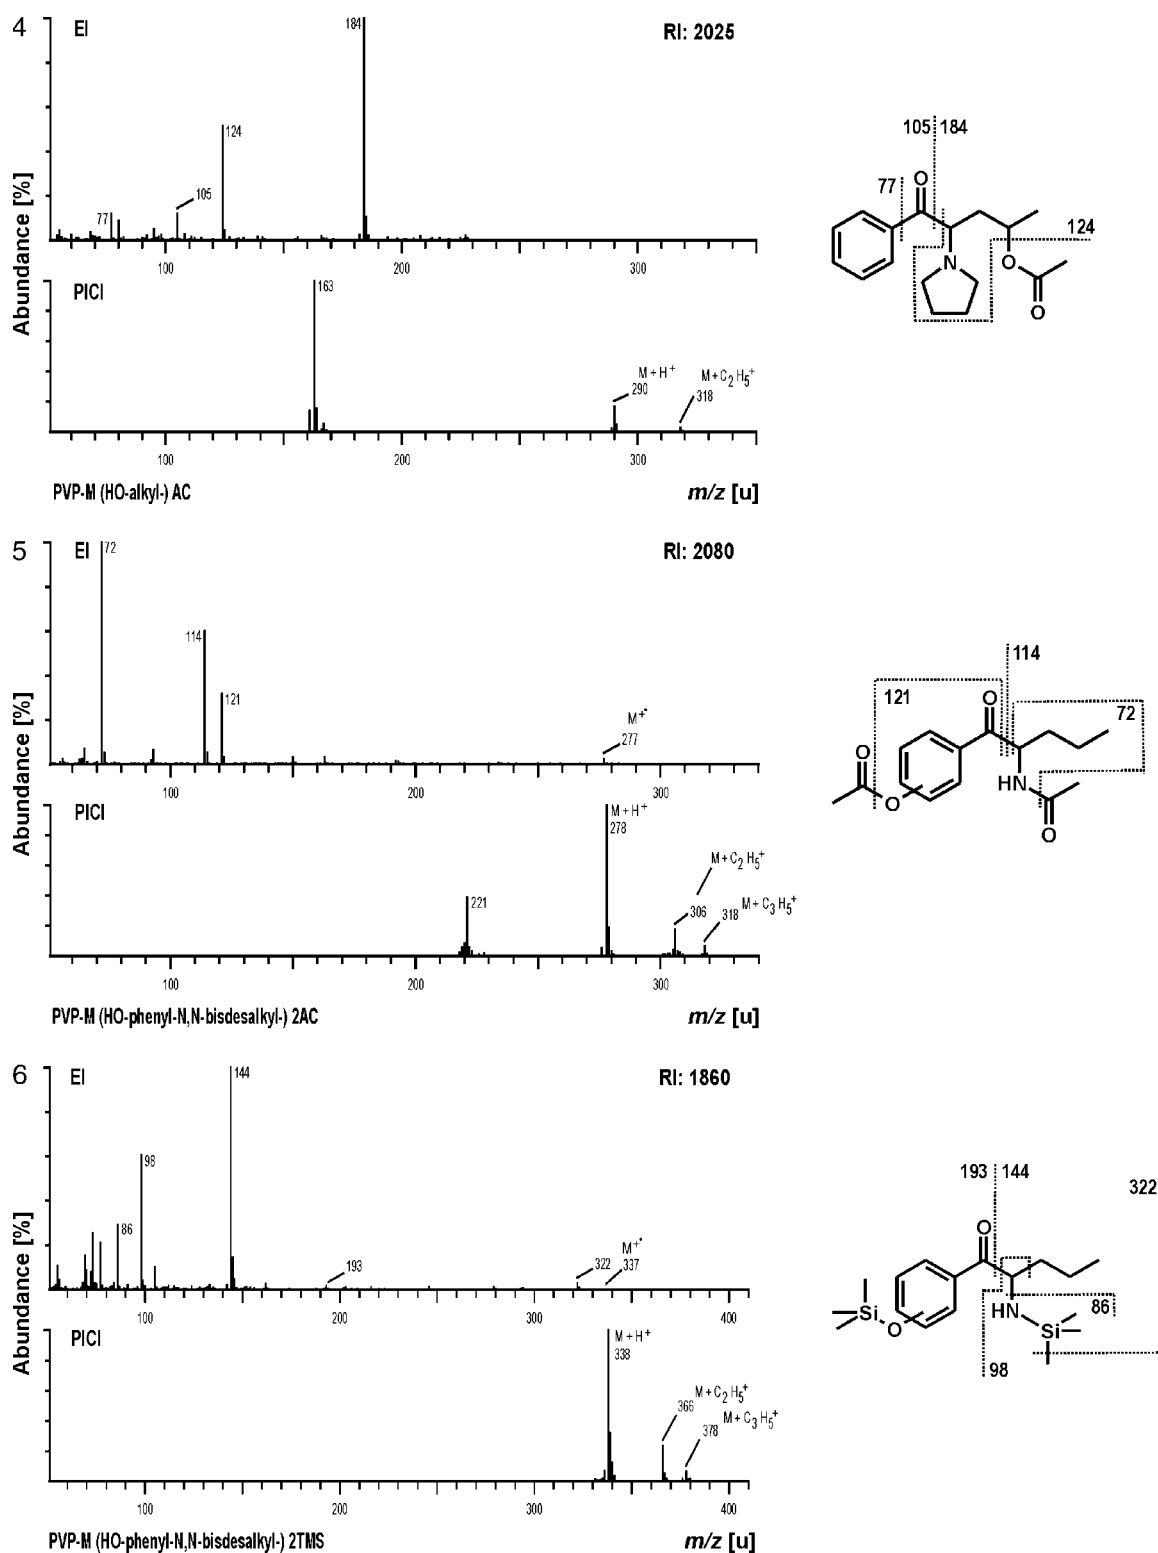 4
EI
RI: 2025
184
124
105
77
Abundance [%]
100
200
300
PICI
163
M + H+
290
M + C2H5+
318
100
200
300
PVP-M (HO-alkyl-) AC
m/z [u]
105
184
77
O
N
O
O
124
5
EI
RI: 2080
72
114
121
M+•
277
Abundance [%]
100
200
300
PICI
221
M + H+
278
M + C2H5+
306
M + C3H5+
318
100
200
300
PVP-M (HO-phenyl-N,N-bisdesalkyl-) 2AC
m/z [u]
114
121
72
O
O
O
HN
O
6
EI
RI: 1860
144
98
86
193
322
M+•
337
Abundance [%]
100
200
300
400
PICI
M + H+
338
M + C2H5+
366
M + C3H5+
378
100
200
300
400
PVP-M (HO-phenyl-N,N-bisdesalkyl-) 2TMS
m/z [u]
193
144
322
O
Si
O
HN
Si
86
98